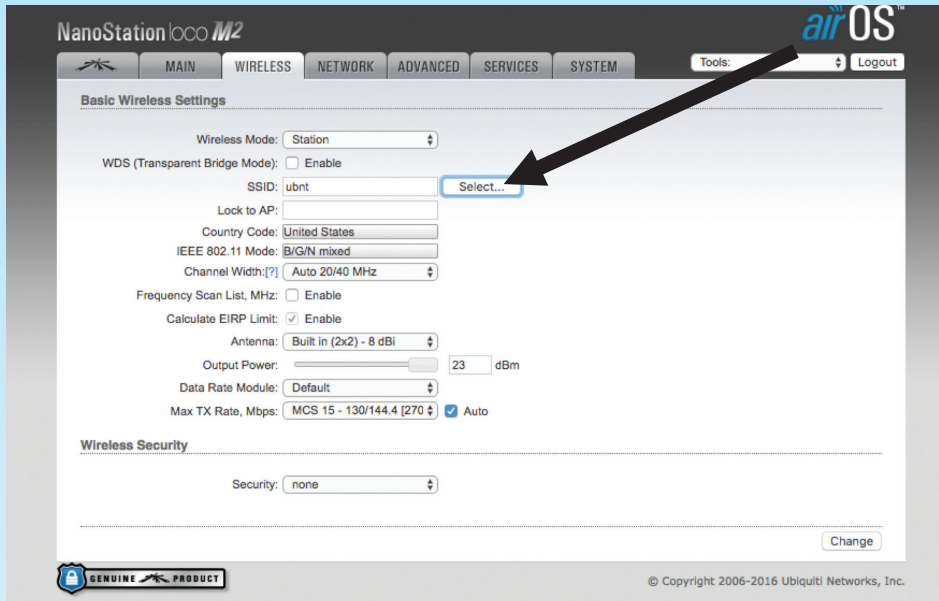 NanoStation loco M2
airOS™
MAIN WIRELESS NETWORK ADVANCED SERVICES SYSTEM Tools: Logout
Basic Wireless Settings
Wireless Mode: Station
WDS (Transparent Bridge Mode): Enable
SSID: ubnt Select...
Lock to AP:
Country Code: United States
IEEE 802.11 Mode: B/G/N mixed
Channel Width:[?] Auto 20/40 MHz
Frequency Scan List, MHz: Enable
Calculate EIRP Limit: Enable
Antenna: Built in (2x2) - 8 dBi
Output Power: 23 dBm
Data Rate Module: Default
Max TX Rate, Mbps: MCS 15 - 130/144.4 [270 Auto
Wireless Security
Security: none
Change
GENUINE PRODUCT © Copyright 2006-2016 Ubiquiti Networks, Inc.